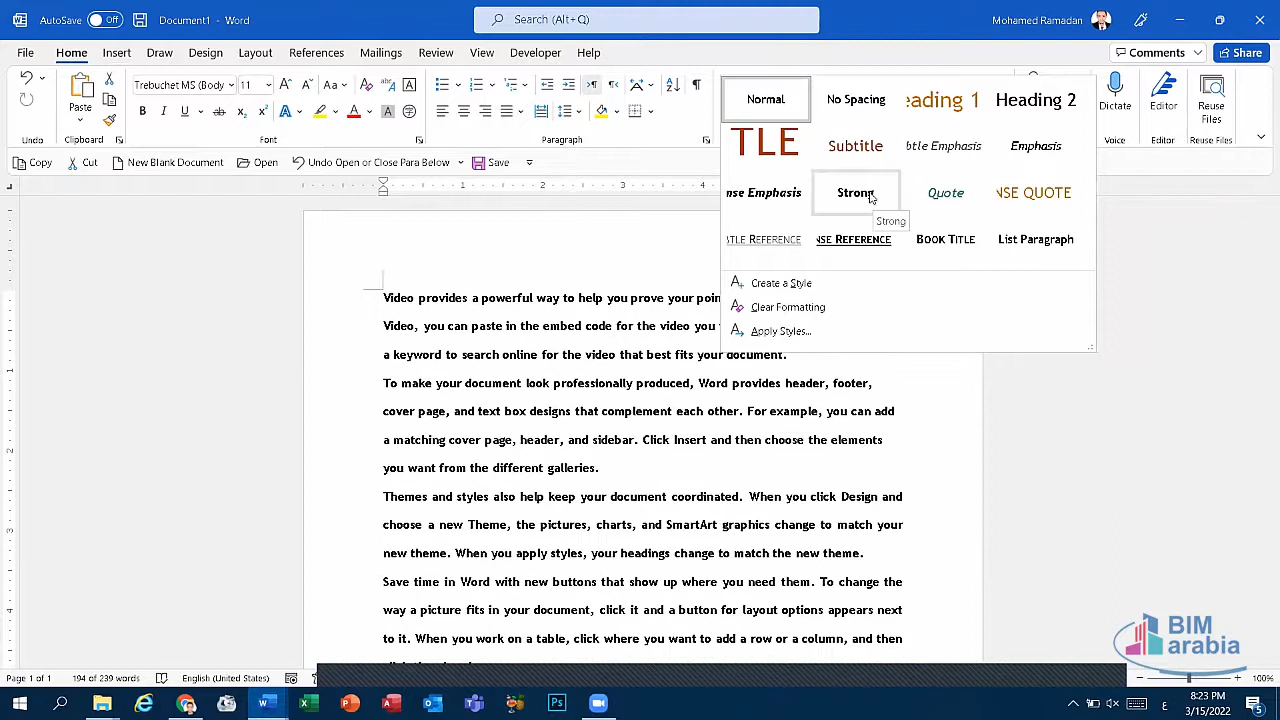 AutoSave Off Document1 - Word Search (Alt+Q) Mohamed Ramadan
File Home Insert Draw Design Layout References Mailings Review View Developer Help Comments Share
Trebuchet MS (Body 11
Paste
Undo Clipboard Font Paragraph
Dictate Editor Reuse Files
Voice Editor Reuse Files
Copy Cut New Blank Document Open Undo Open or Close Para Below Save
Normal No Spacing eading 1 Heading 2
TLE Subtitle btle Emphasis Emphasis
nse Emphasis Strong Quote NSE QUOTE
Strong
TLE REFERENCE NSE REFERENCE BOOK TITLE List Paragraph
Create a Style
Clear Formatting
Apply Styles...
Video provides a powerful way to help you prove your poin
Video, you can paste in the embed code for the video you
a keyword to search online for the video that best fits your document.
To make your document look professionally produced, Word provides header, footer,
cover page, and text box designs that complement each other. For example, you can add
a matching cover page, header, and sidebar. Click Insert and then choose the elements
you want from the different galleries.
Themes and styles also help keep your document coordinated. When you click Design and
choose a new Theme, the pictures, charts, and SmartArt graphics change to match your
new theme. When you apply styles, your headings change to match the new theme.
Save time in Word with new buttons that show up where you need them. To change the
way a picture fits in your document, click it and a button for layout options appears next
to it. When you work on a table, click where you want to add a row or a column, and then
BIM
arabia
Page 1 of 1 194 of 239 words English (United States) 100%
8:23 PM
3/15/2022